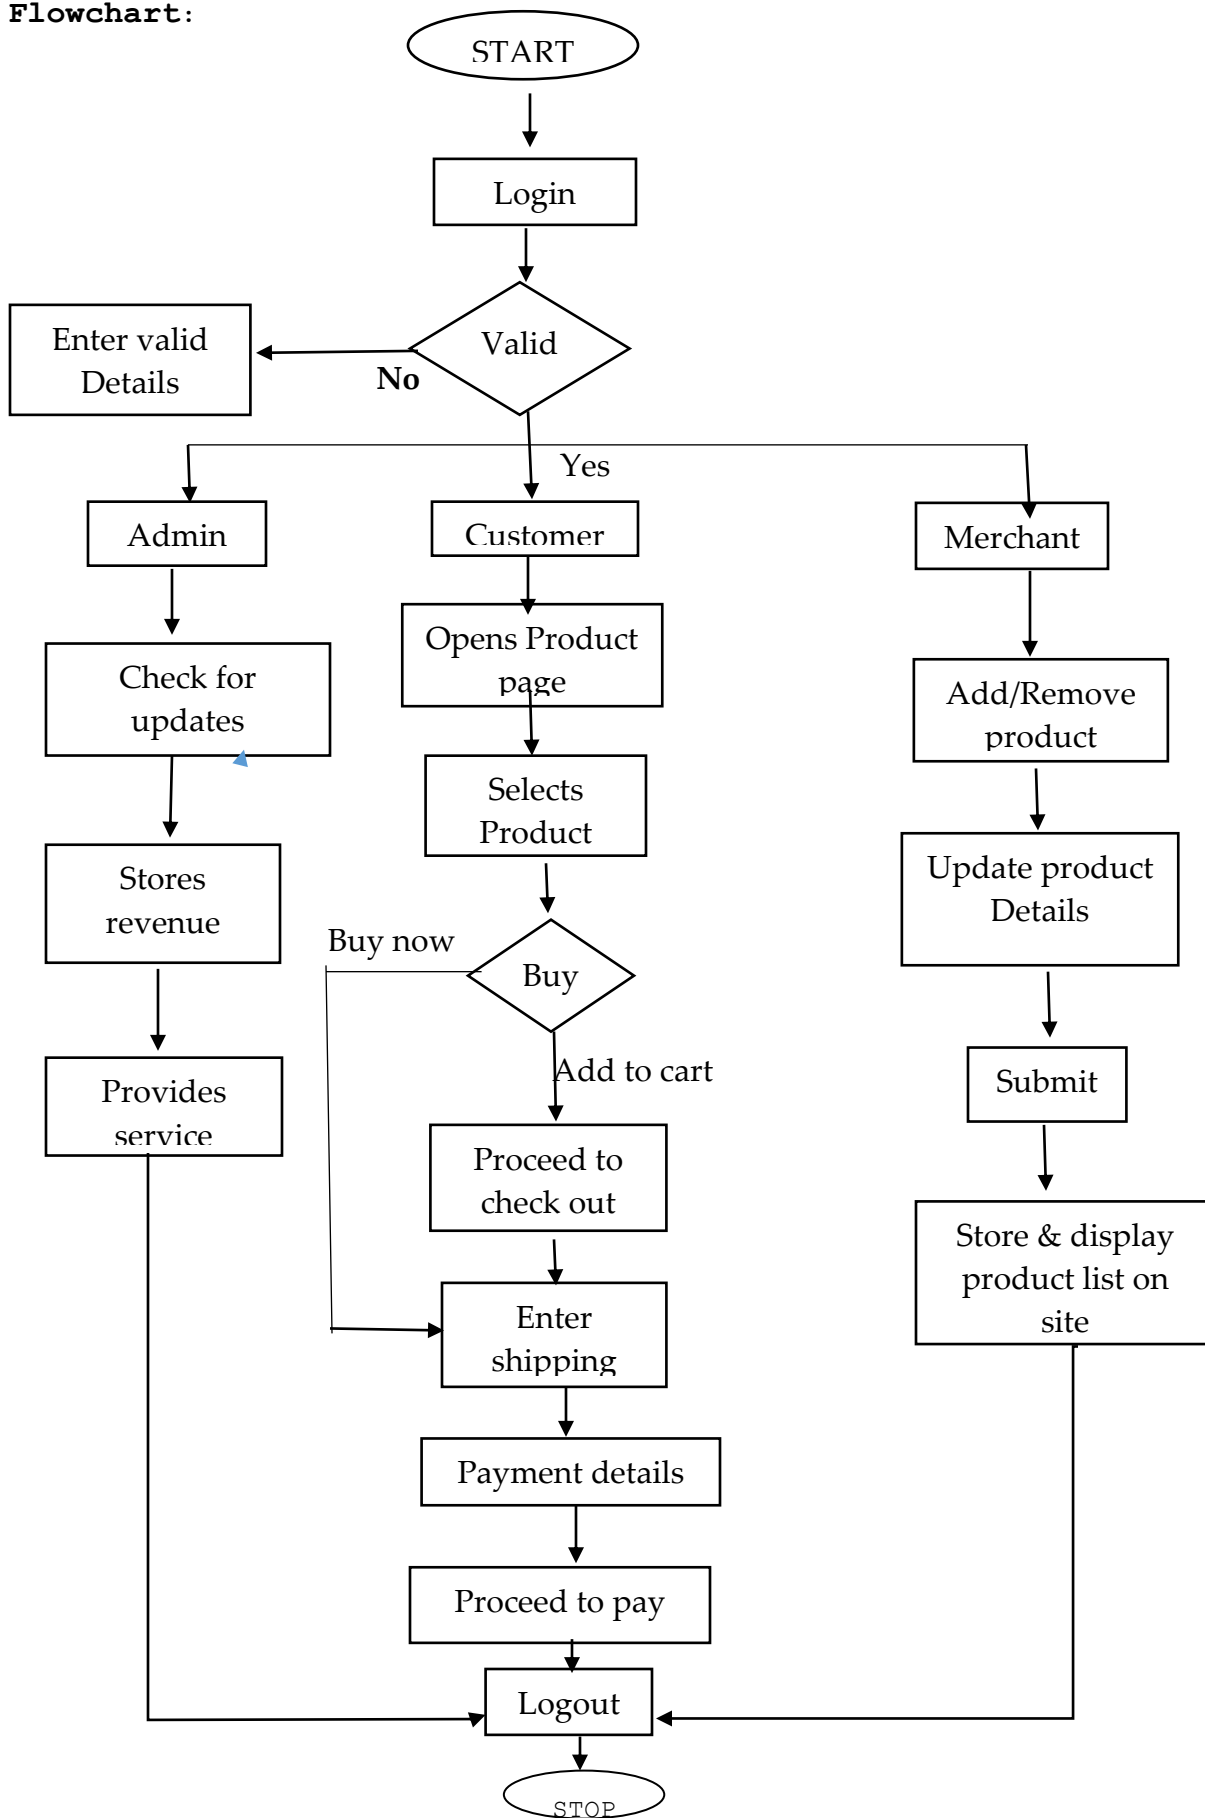 Flowchart:
START
Login
Valid
Enter valid
Details
No
Yes
Admin
Customer
Merchant
Check for
updates
Opens Product
page
Add/Remove
product
Selects
Product
Stores
revenue
Update product
Details
Buy now
Buy
Add to cart
Provides
service
Submit
Proceed to
check out
Store & display
product list on
site
Enter
shipping
Payment details
Proceed to pay
Logout
STOP